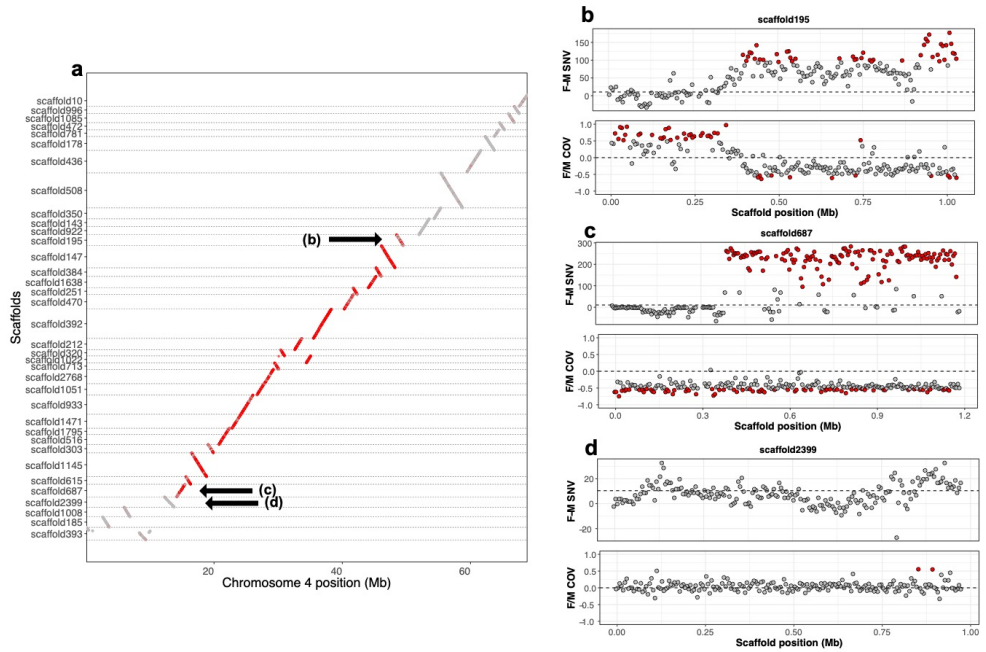 a
scaffold10
scaffold996
scaffold1085
scaffold472
scaffold781
scaffold178
scaffold436
scaffold508
scaffold350
scaffold143
scaffold922
scaffold195
scaffold147
scaffold384
scaffold1638
scaffold251
scaffold470
scaffold392
scaffold212
scaffold320
scaffold1022
scaffold713
scaffold2768
scaffold1051
scaffold933
scaffold1471
scaffold1795
scaffold516
scaffold303
scaffold1145
scaffold615
scaffold687
scaffold2399
scaffold1008
scaffold185
scaffold393
Scaffolds
(b)
(c)
(d)
20 40 60
Chromosome 4 position (Mb)
b
scaffold195
F-M SNV
150
100
50
0
F/M COV
1.0
0.5
0.0
-0.5
-1.0
0.00 0.25 0.50 0.75 1.00
Scaffold position (Mb)
c
scaffold687
F-M SNV
300
200
100
0
F/M COV
1.0
0.5
0.0
-0.5
-1.0
0.0 0.3 0.6 0.9 1.2
Scaffold position (Mb)
d
scaffold2399
F-M SNV
20
0
-20
F/M COV
1.0
0.5
0.0
-0.5
-1.0
0.00 0.25 0.50 0.75 1.00
Scaffold position (Mb)